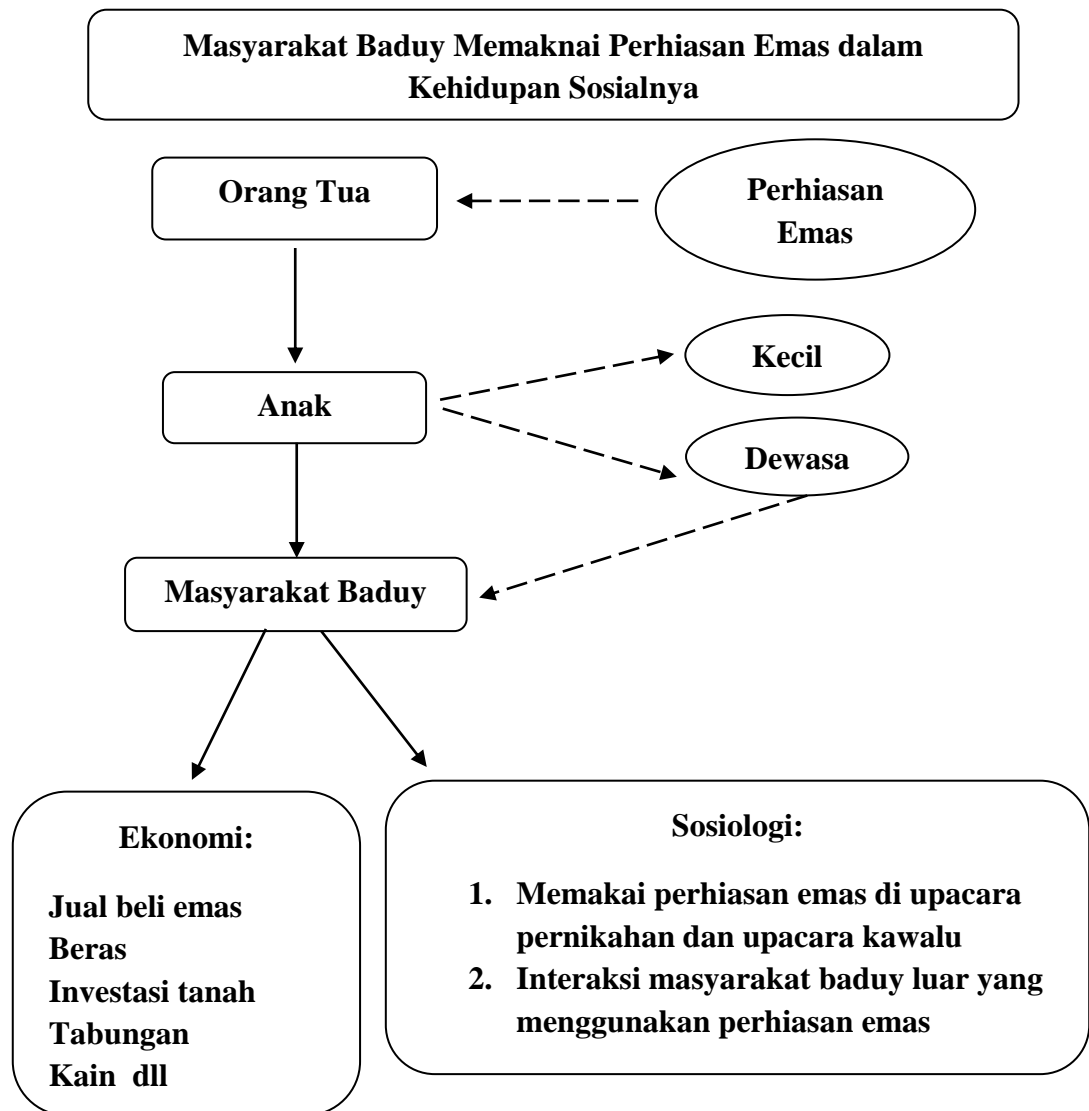 Masyarakat Baduy Memaknai Perhiasan Emas dalam
Kehidupan Sosialnya
Orang Tua
Perhiasan
Emas
Kecil
Anak
Dewasa
Masyarakat Baduy
Ekonomi:
Jual beli emas
Beras
Investasi tanah
Tabungan
Kain dll
Sosiologi:
1. Memakai perhiasan emas di upacara
pernikahan dan upacara kawalu
2. Interaksi masyarakat baduy luar yang
menggunakan perhiasan emas